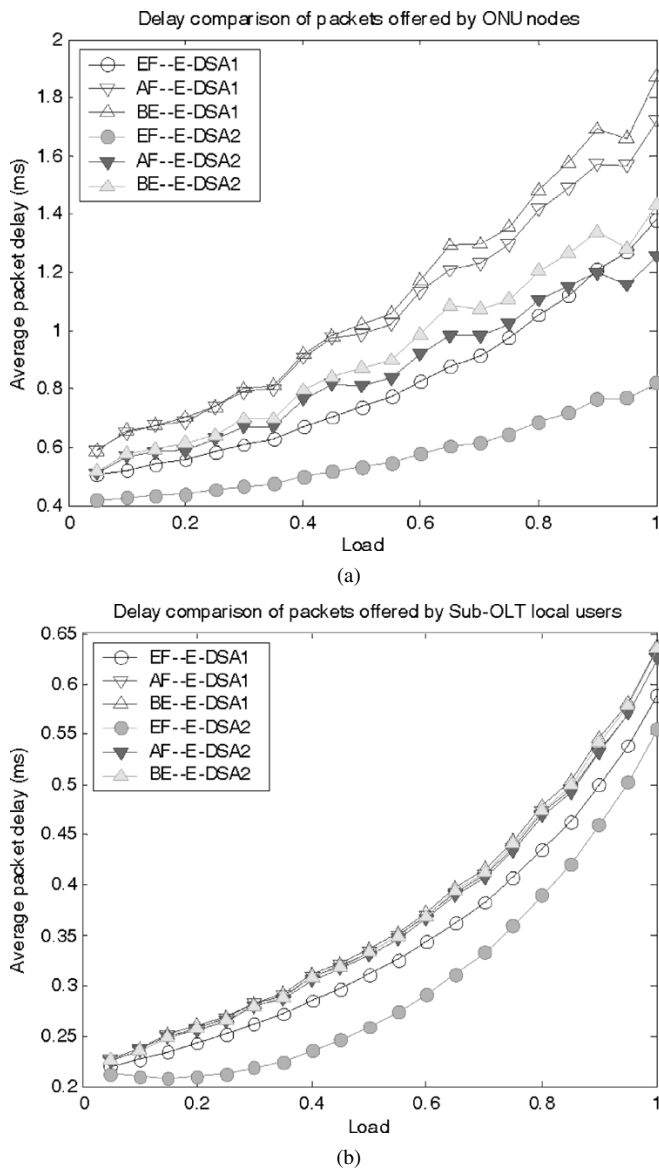 Delay comparison of packets offered by ONU nodes
2
1.8
1.6
1.4
1.2
1
0.8
0.6
0.4
Average packet delay (ms)
EF--E-DSA1
AF--E-DSA1
BE--E-DSA1
EF--E-DSA2
AF--E-DSA2
BE--E-DSA2
0 0.2 0.4 0.6 0.8 1
Load
(a)
Delay comparison of packets offered by Sub-OLT local users
0.65
0.6
0.55
0.5
0.45
0.4
0.35
0.3
0.25
0.2
Average packet delay (ms)
EF--E-DSA1
AF--E-DSA1
BE--E-DSA1
EF--E-DSA2
AF--E-DSA2
BE--E-DSA2
0 0.2 0.4 0.6 0.8 1
Load
(b)